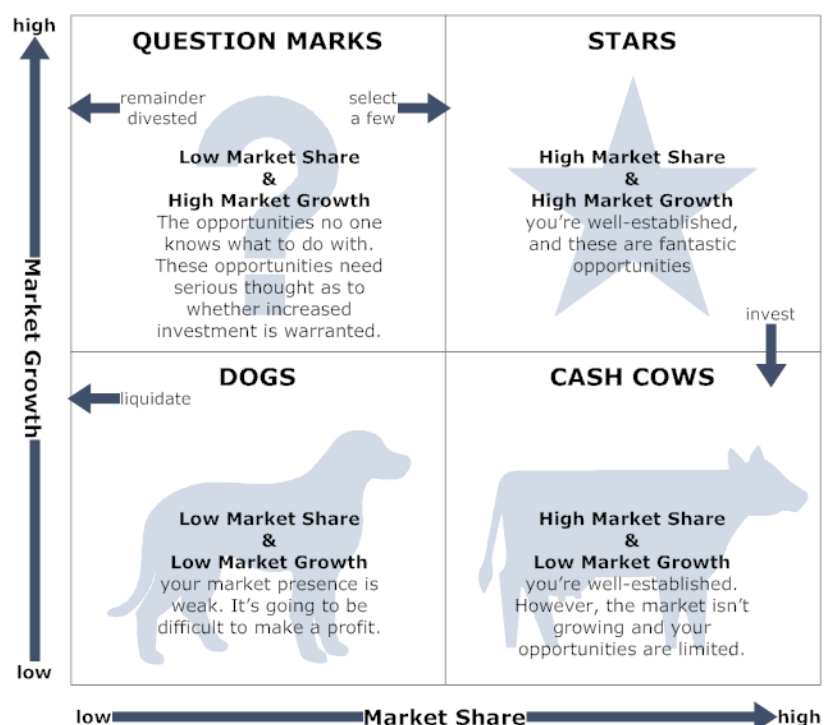 high
QUESTION MARKS
remainder
divested
select
a few
Low Market Share
&
High Market Growth
The opportunities no one
knows what to do with.
These opportunities need
serious thought as to
whether increased
investment is warranted.
STARS
High Market Share
&
High Market Growth
you're well-established,
and these are fantastic
opportunities
invest
Market Growth
DOGS
liquidate
Low Market Share
&
Low Market Growth
your market presence is
weak. It's going to be
difficult to make a profit.
CASH COWS
High Market Share
&
Low Market Growth
you're well-established.
However, the market isn't
growing and your
opportunities are limited.
low
low
Market Share
high